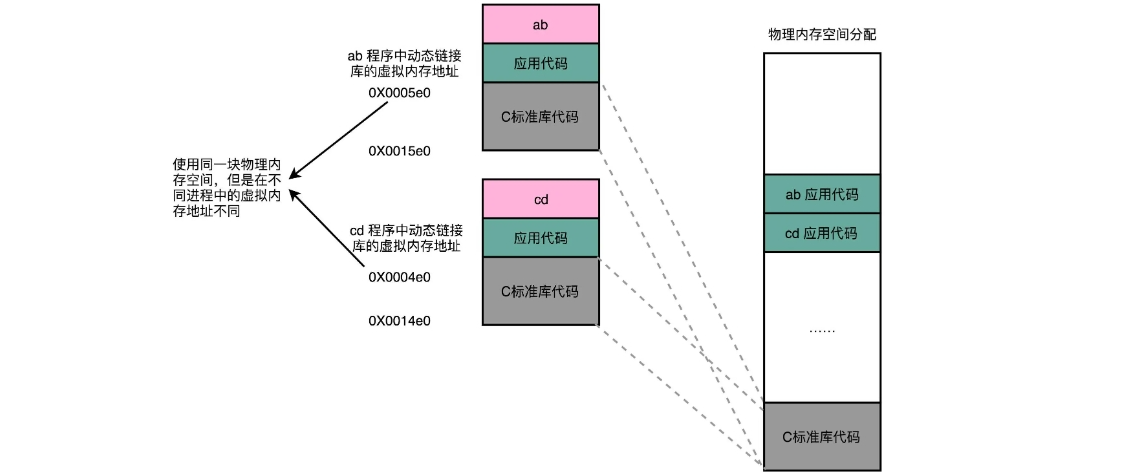 ab 程序中动态链接
库的虚拟内存地址
0X0005e0
0X0015e0
使用同一块物理内
存空间，但是在不
同进程中的虚拟内
存地址不同
cd 程序中动态链接
库的虚拟内存地址
0X0004e0
0X0014e0
ab
应用代码
C标准库代码
cd
应用代码
C标准库代码
物理内存空间分配
ab 应用代码
cd 应用代码
......
C标准库代码